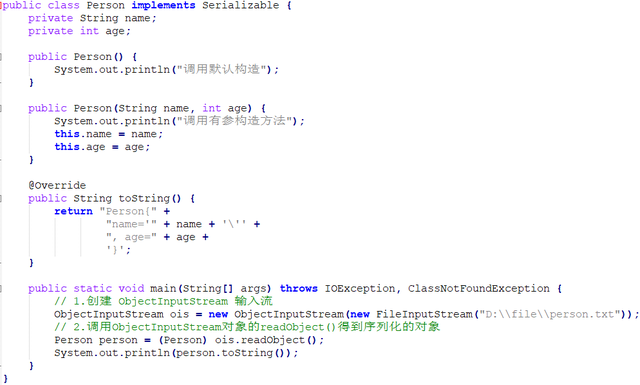 public class Person implements Serializable {
    private String name;
    private int age;

    public Person() {
        System.out.println("调用默认构造");
    }

    public Person(String name, int age) {
        System.out.println("调用有参构造方法");
        this.name = name;
        this.age = age;
    }

    @Override
    public String toString() {
        return "Person{" +
                "name='" + name + '\'' +
                ", age=" + age +
                '}';
    }

    public static void main(String[] args) throws IOException, ClassNotFoundException {
        // 1.创建 ObjectInputStream 输入流
        ObjectInputStream ois = new ObjectInputStream(new FileInputStream("D:\\file\\person.txt"));
        // 2.调用ObjectInputStream对象的readObject()得到序列化的对象
        Person person = (Person) ois.readObject();
        System.out.println(person.toString());
    }
}